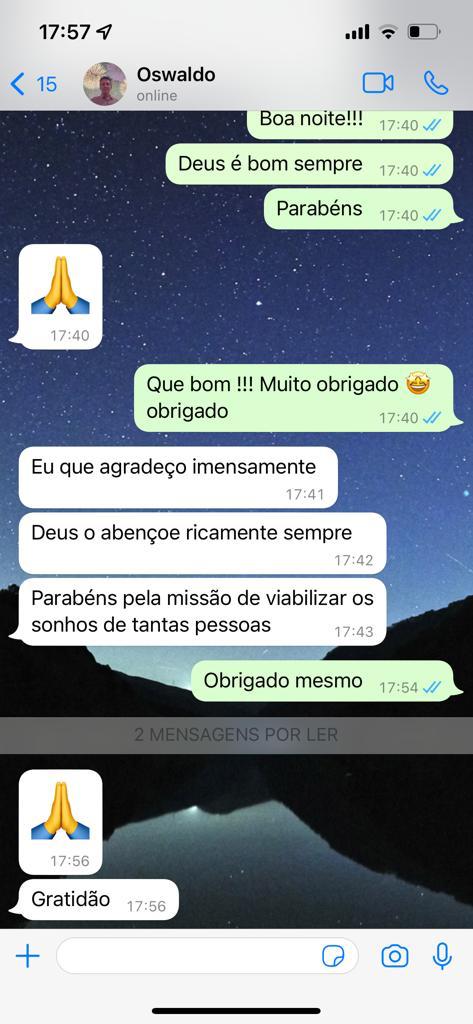 17:57
15
Oswaldo
online
Boa noite!!! 17:40
Deus é bom sempre 17:40
Parabéns 17:40
🙏
17:40
Que bom !!! Muito obrigado 🤩
obrigado 17:40
Eu que agradeço imensamente
17:41
Deus o abençoe ricamente sempre
17:42
Parabéns pela missão de viabilizar os
sonhos de tantas pessoas 17:43
Obrigado mesmo 17:54
2 MENSAGENS POR LER
🙏
17:56
Gratidão 17:56